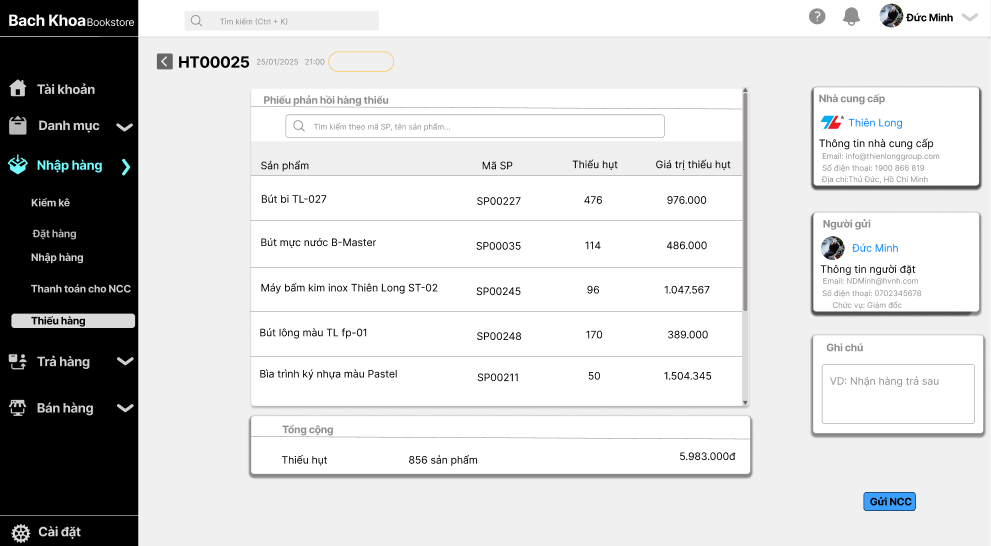 Bach Khoa Bookstore
Tìm kiếm (Ctrl + K)
?
Đức Minh
Tài khoản
Danh mục
Nhập hàng
Kiểm kê
Đặt hàng
Nhập hàng
Thanh toán cho NCC
Thiếu hàng
Trả hàng
Bán hàng
Cài đặt
HT00025 25/01/2025 21:00
Phiếu phản hồi hàng thiếu
Tìm kiếm theo mã SP, tên sản phẩm...
Sản phẩm Mã SP Thiếu hụt Giá trị thiếu hụt
Bút bi TL-027 SP00227 476 976.000
Bút mực nước B-Master SP00035 114 486.000
Máy bấm kim inox Thiên Long ST-02 SP00245 96 1.047.567
Bút lông màu TL fp-01 SP00248 170 389.000
Bìa trình ký nhựa màu Pastel SP00211 50 1.504.345
Tổng cộng
Thiếu hụt 856 sản phẩm 5.983.000đ
Nhà cung cấp
TL Thiên Long
Thông tin nhà cung cấp
Email: info@thienlonggroup.com
Số điện thoại: 1900 866 819
Địa chỉ:Thủ Đức, Hồ Chí Minh
Người gửi
Đức Minh
Thông tin người đặt
Email: NDMinh@hvnh.com
Số điện thoại: 0702345678
Chức vụ: Giám đốc
Ghi chú
VD: Nhận hàng trả sau
Gửi NCC